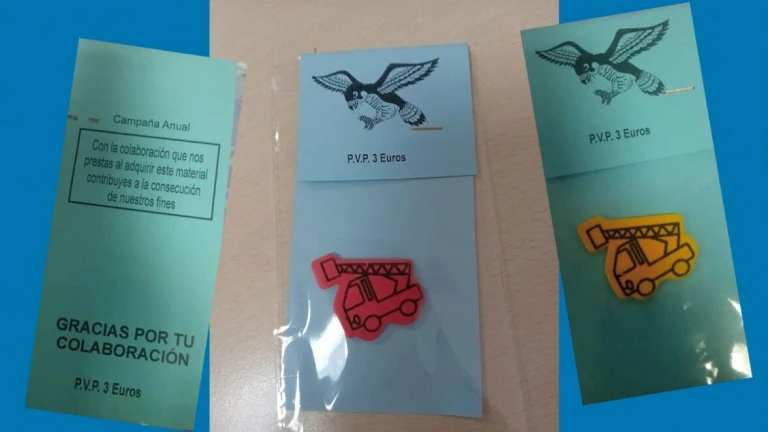 Campaña Anual
Con la colaboración que nos
prestas al adquirir este material
contribuyes a la consecución
de nuestros fines
GRACIAS POR TU
COLABORACIÓN
P.V.P. 3 Euros
P.V.P. 3 Euros
P.V.P. 3 Euros